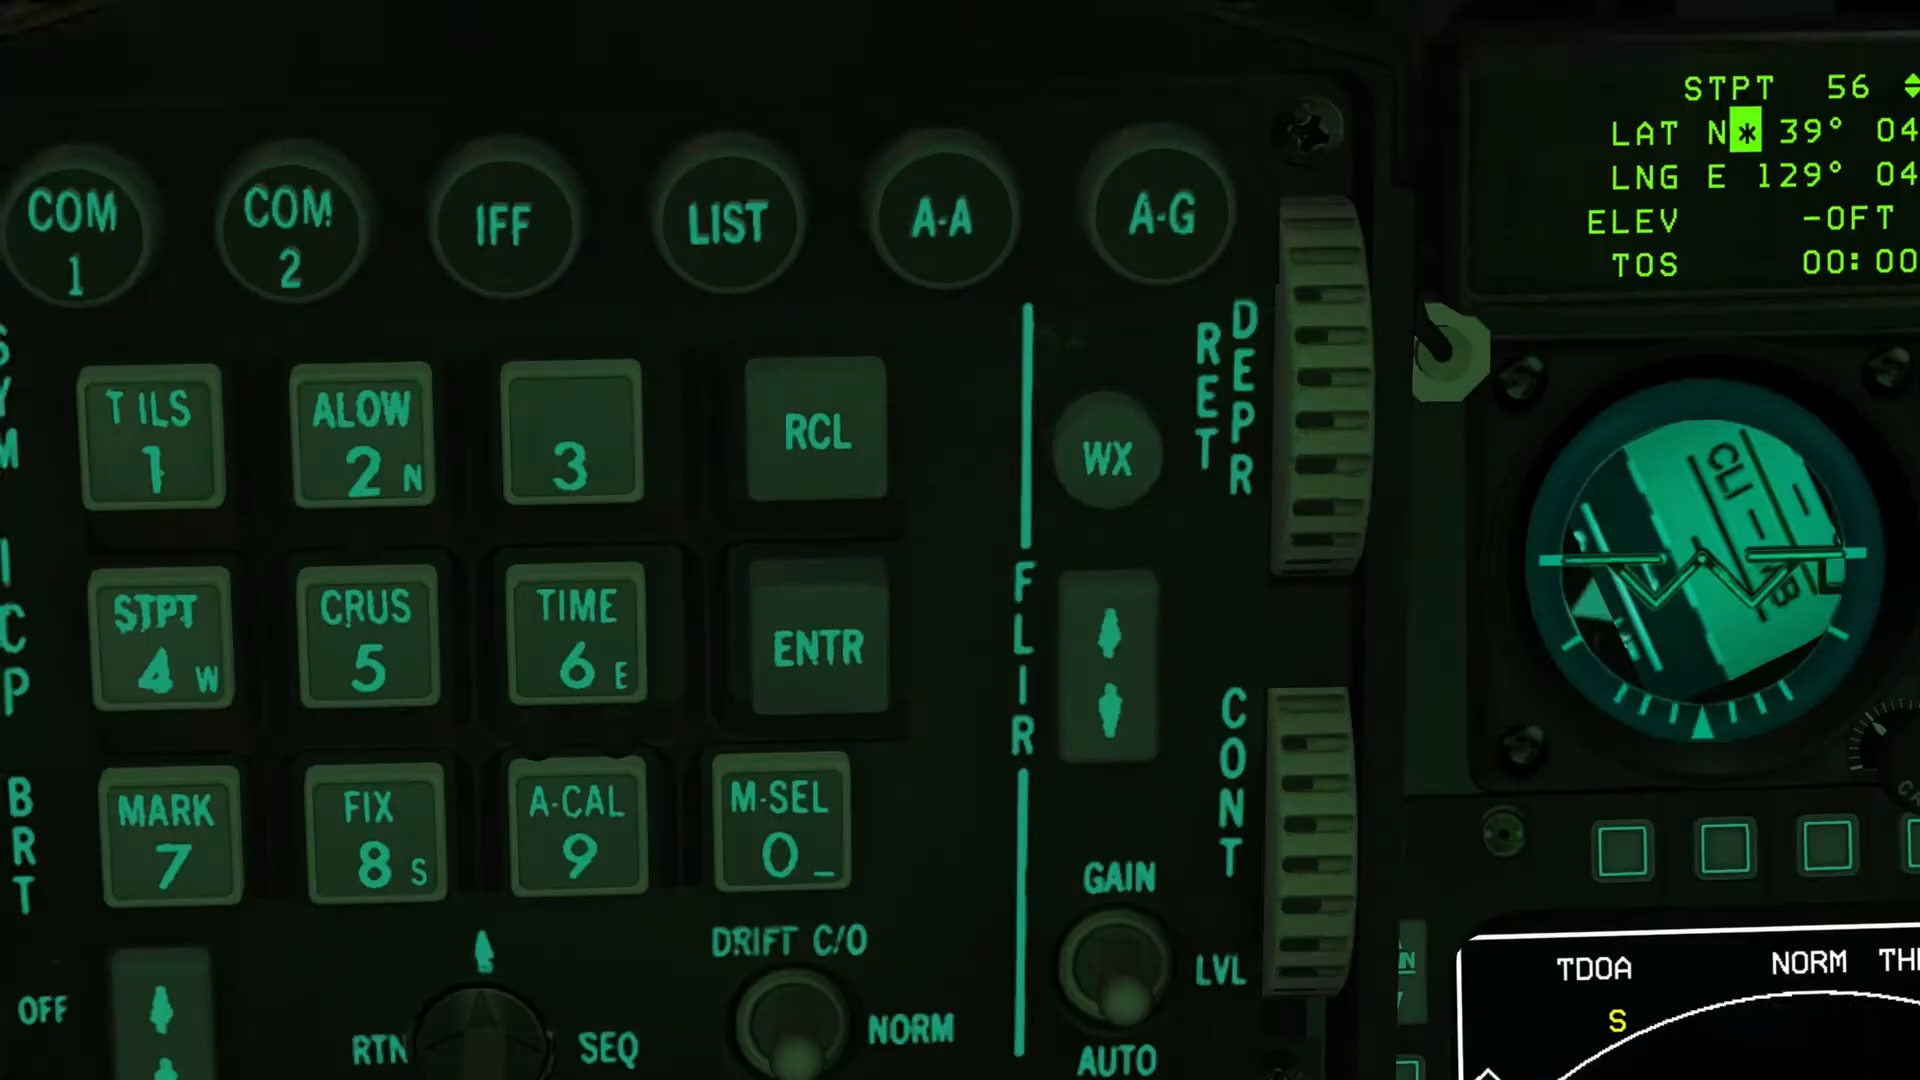 STPT 56
LAT N* 39° 04
LNG E 129° 04
ELEV -0FT
TOS 00:00
COM 1
COM 2
IFF
LIST
A-A
A-G
SYM
ICP
BRT
T ILS 1
ALOW 2 N
3
RCL
STPT 4 W
CRUS 5
TIME 6 E
ENTR
MARK 7
FIX 8 S
A-CAL 9
M-SEL 0 _
FLIR
WX
RET
DEPR
CONT
GAIN
LVL
AUTO
DRIFT C/O
NORM
OFF
RTN
SEQ
TDOA
NORM
S